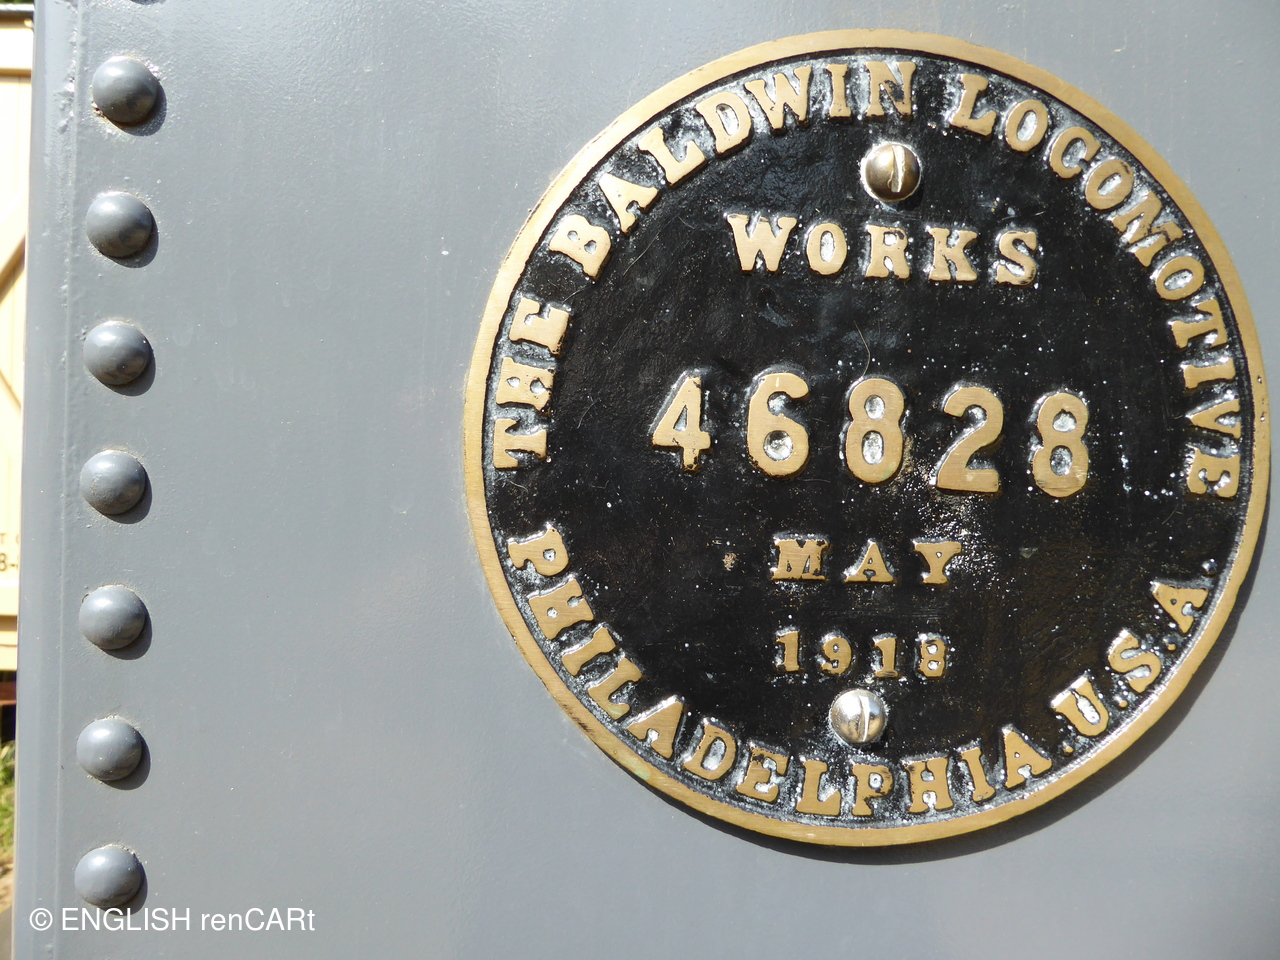 THE BALDWIN LOCOMOTIVE
WORKS
46828
MAY
1918
PHILADELPHIA.U.S.A.
© ENGLISH renCARt